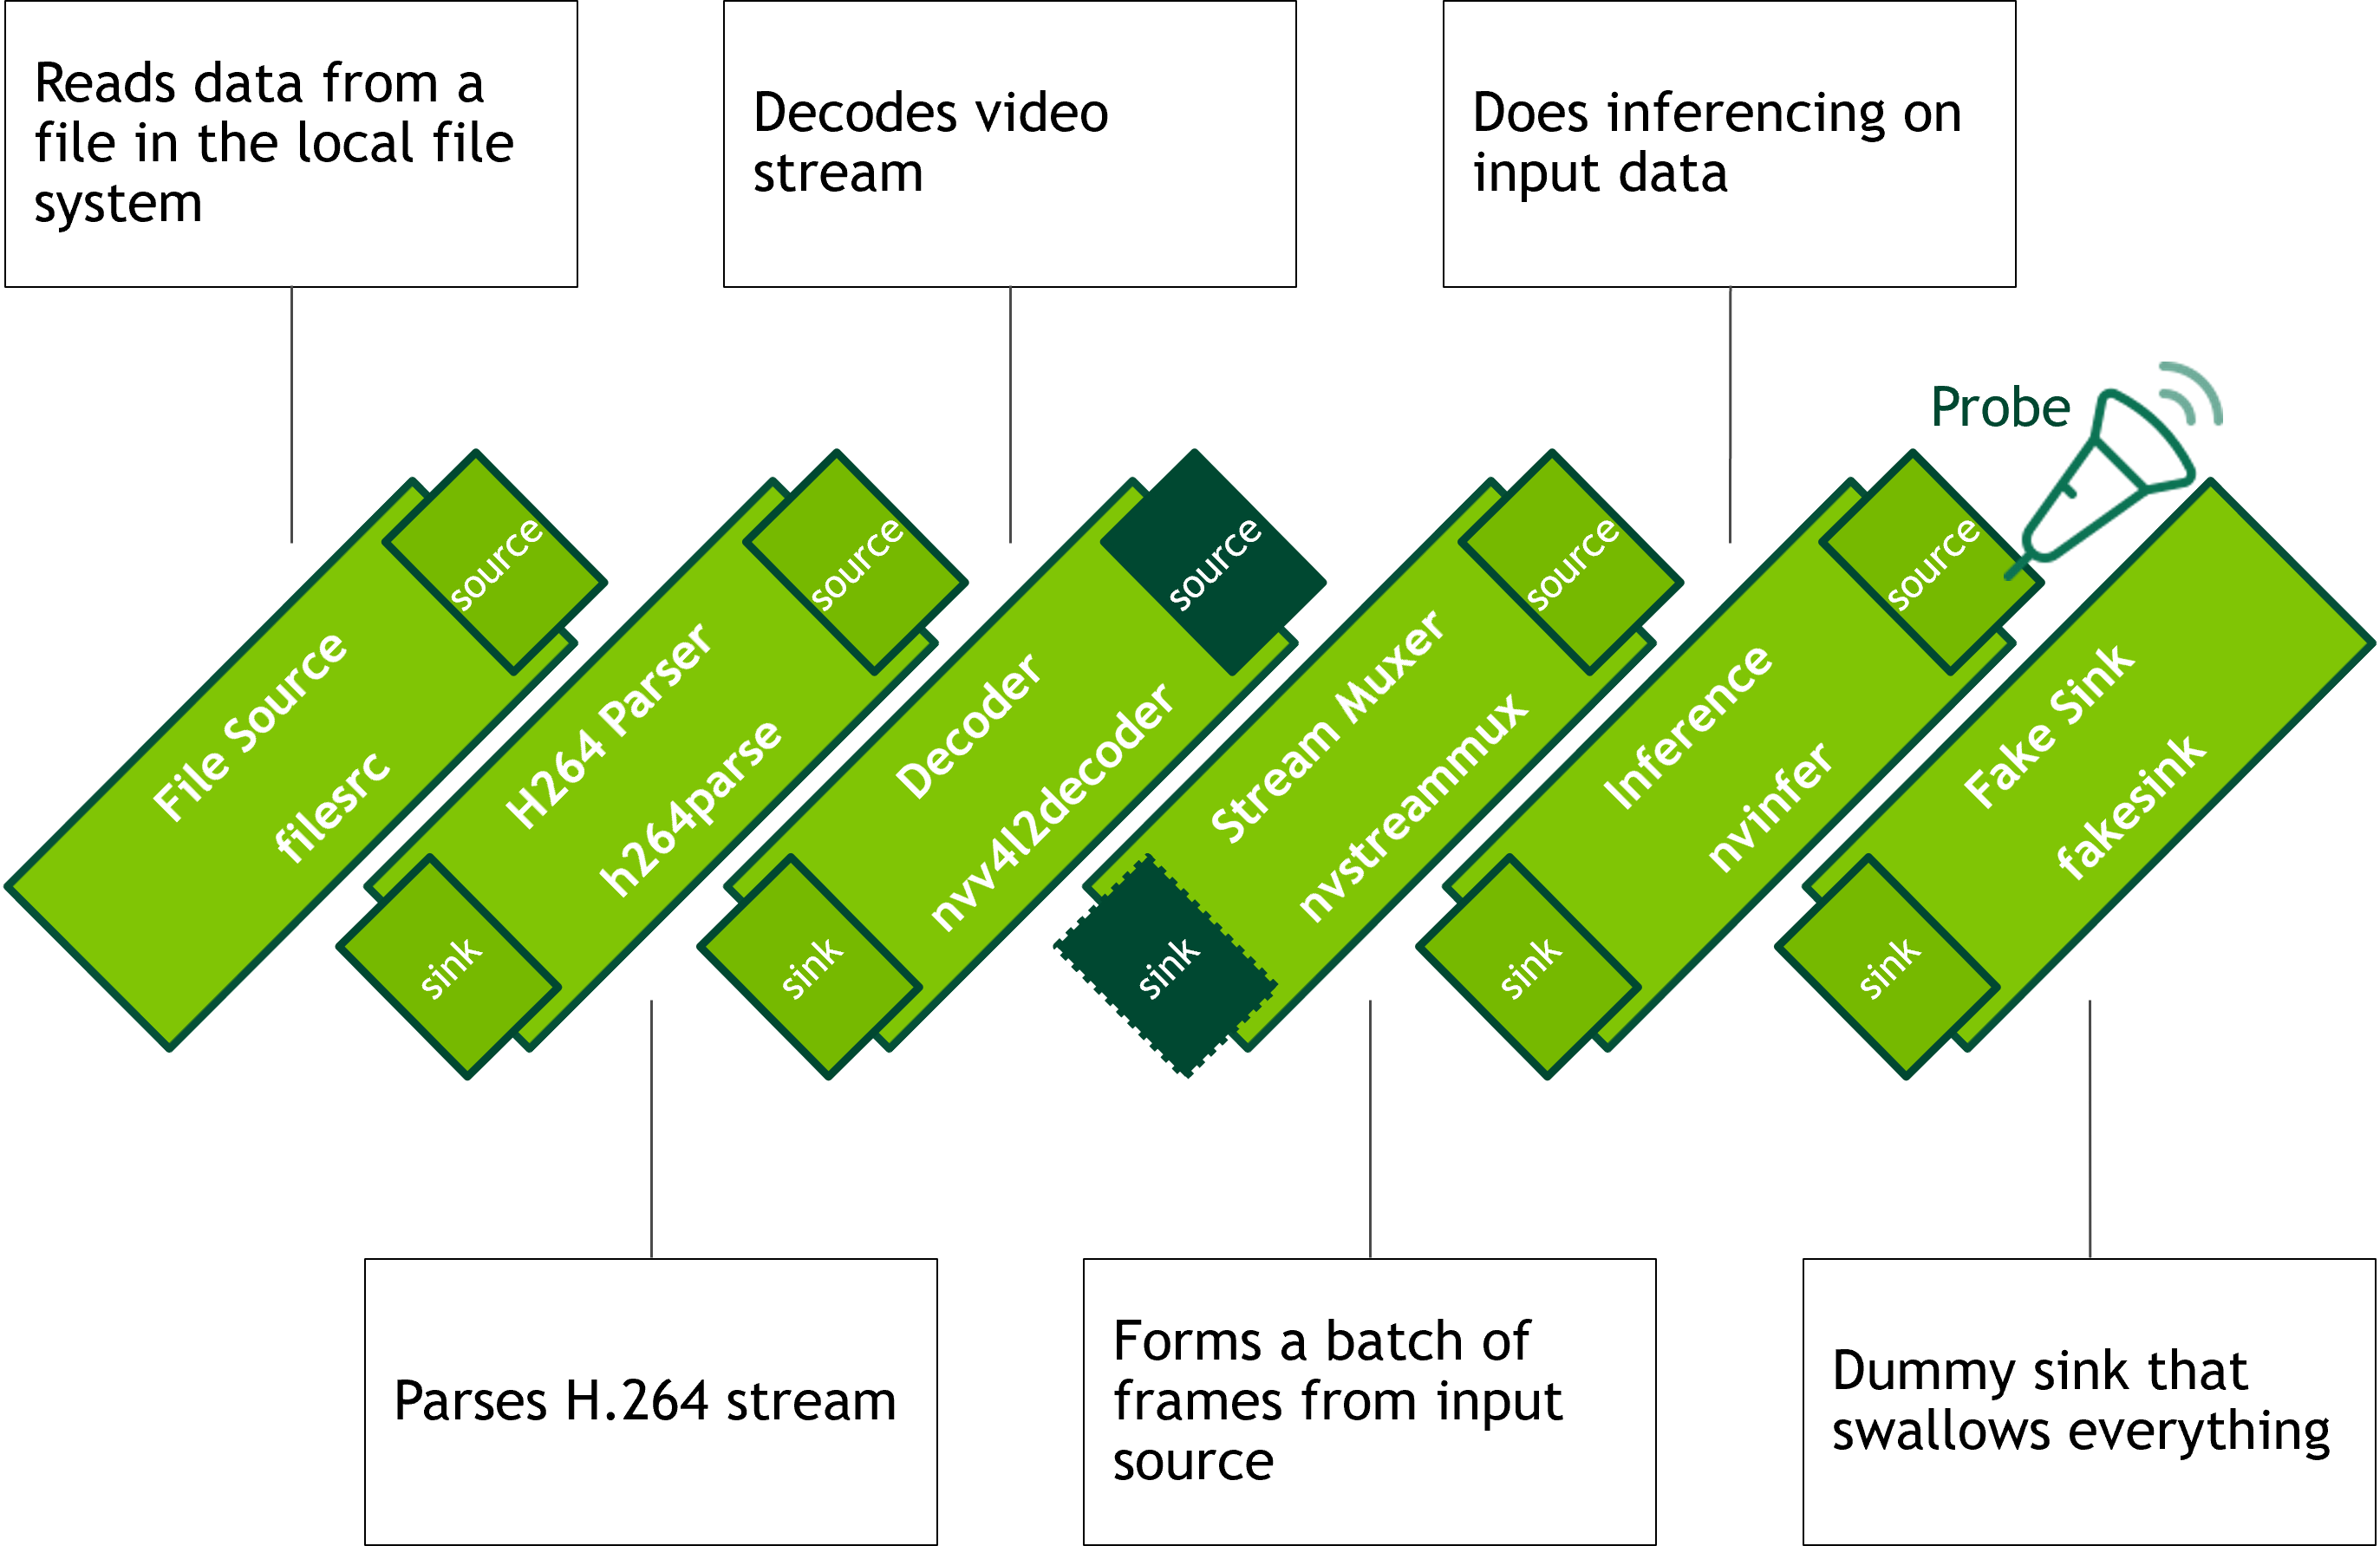 Reads data from a
file in the local file
system
Decodes video
stream
Does inferencing on
input data
Probe
source
source
source
source
source
File Source
filesrc
H264 Parser
h264parse
Decoder
nvv4l2decoder
Stream Muxer
nvstreammux
Inference
nvinfer
Fake Sink
fakesink
sink
sink
sink
sink
sink
Parses H.264 stream
Forms a batch of
frames from input
source
Dummy sink that
swallows everything